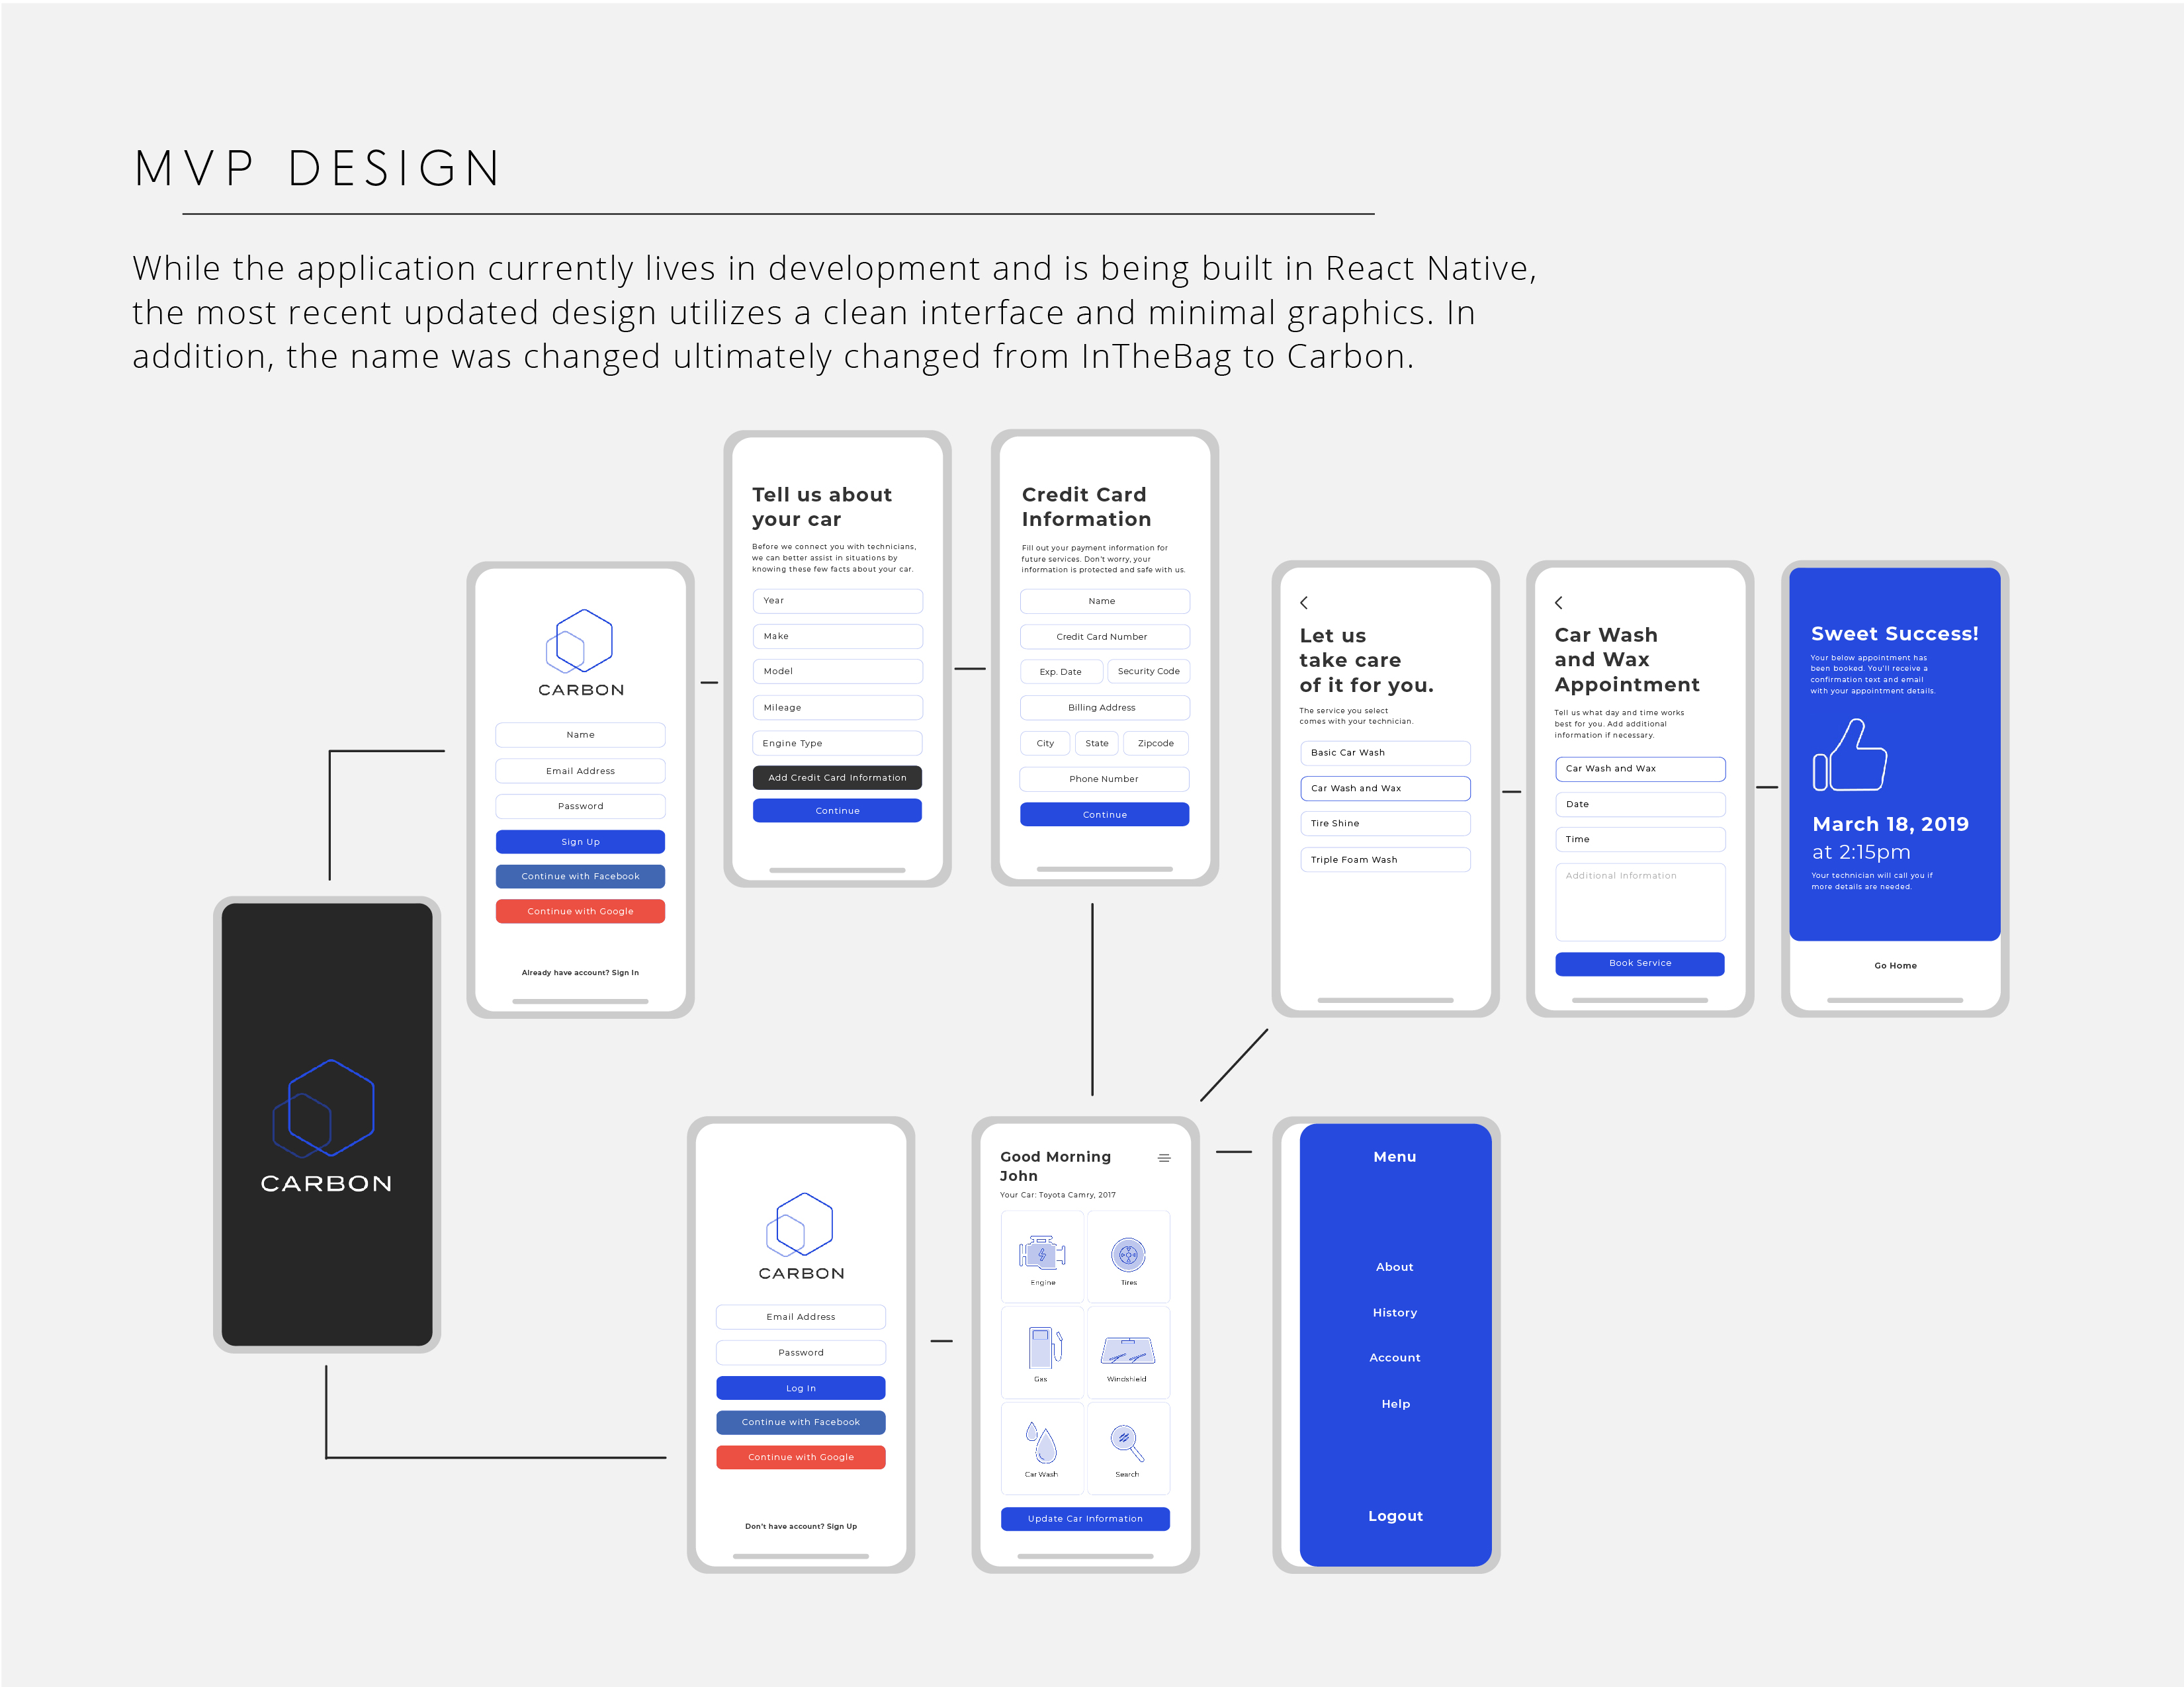 MVP DESIGN
While the application currently lives in development and is being built in React Native,
the most recent updated design utilizes a clean interface and minimal graphics. In
addition, the name was changed ultimately changed from InTheBag to Carbon.
CARBON
CARBON
Name
Email Address
Password
Sign Up
Continue with Facebook
Continue with Google
Already have account? Sign In
Tell us about
your car
Before we connect you with technicians,
we can better assist in situations by
knowing these few facts about your car.
Year
Make
Model
Mileage
Engine Type
Add Credit Card Information
Continue
Credit Card
Information
Fill out your payment information for
future services. Don't worry, your
information is protected and safe with us.
Name
Credit Card Number
Exp. Date
Security Code
Billing Address
City
State
Zipcode
Phone Number
Continue
Let us
take care
of it for you.
The service you select
comes with your technician.
Basic Car Wash
Car Wash and Wax
Tire Shine
Triple Foam Wash
Car Wash
and Wax
Appointment
Tell us what day and time works
best for you. Add additional
information if necessary.
Car Wash and Wax
Date
Time
Additional Information
Book Service
Sweet Success!
Your below appointment has
been booked. You'll receive a
confirmation text and email
with your appointment details.
March 18, 2019
at 2:15pm
Your technician will call you if
more details are needed.
Go Home
CARBON
Email Address
Password
Log In
Continue with Facebook
Continue with Google
Don't have account? Sign Up
Good Morning
John
Your Car: Toyota Camry, 2017
Engine
Tires
Gas
Windshield
Car Wash
Search
Update Car Information
Menu
About
History
Account
Help
Logout